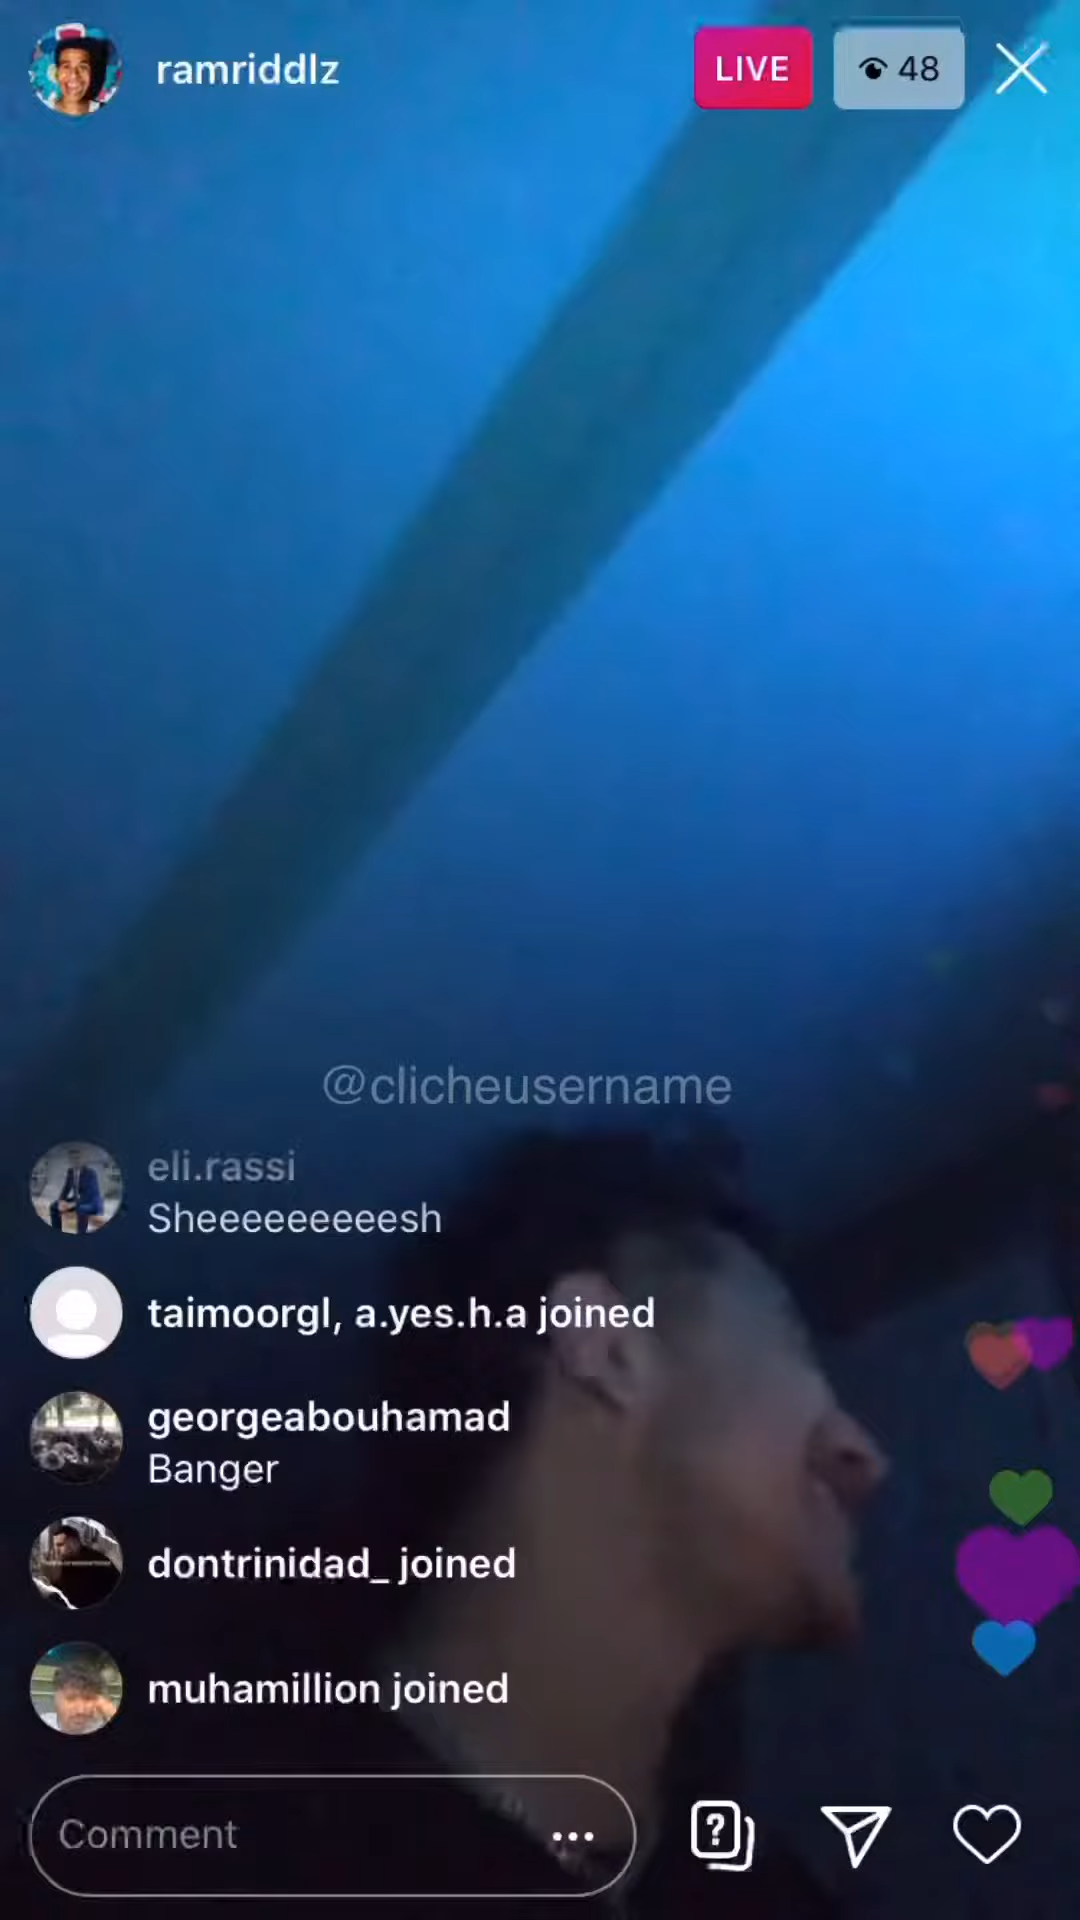 ramriddlz
LIVE
48
@clicheusername
eli.rassi
Sheeeeeeeeesh
taimoorgl, a.yes.h.a joined
georgeabouhamad
Banger
dontrinidad_ joined
muhamillion joined
Comment